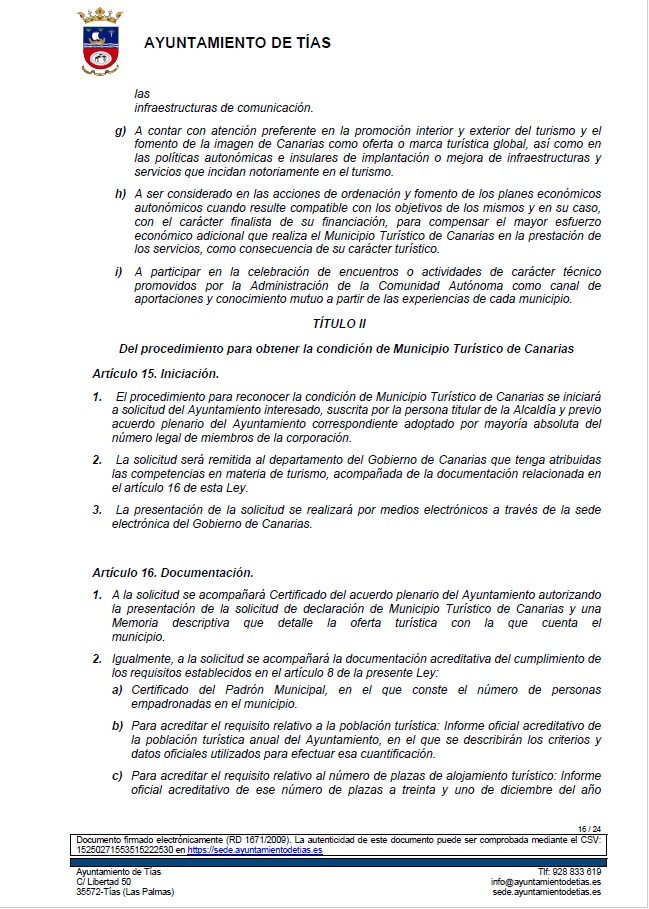 AYUNTAMIENTO DE TÍAS
las
infraestructuras de comunicación.
g) A contar con atención preferente en la promoción interior y exterior del turismo y el
fomento de la imagen de Canarias como oferta o marca turística global, así como en
las políticas autonómicas e insulares de implantación o mejora de infraestructuras y
servicios que incidan notoriamente en el turismo.
h) A ser considerado en las acciones de ordenación y fomento de los planes económicos
autonómicos cuando resulte compatible con los objetivos de los mismos y en su caso,
con el carácter finalista de su financiación, para compensar el mayor esfuerzo
económico adicional que realiza el Municipio Turístico de Canarias en la prestación de
los servicios, como consecuencia de su carácter turístico.
i) A participar en la celebración de encuentros o actividades de carácter técnico
promovidos por la Administración de la Comunidad Autónoma como canal de
aportaciones y conocimiento mutuo a partir de las experiencias de cada municipio.
TÍTULO II
Del procedimiento para obtener la condición de Municipio Turístico de Canarias
Artículo 15. Iniciación.
1. El procedimiento para reconocer la condición de Municipio Turístico de Canarias se iniciará
a solicitud del Ayuntamiento interesado, suscrita por la persona titular de la Alcaldía y previo
acuerdo plenario del Ayuntamiento correspondiente adoptado por mayoría absoluta del
número legal de miembros de la corporación.
2. La solicitud será remitida al departamento del Gobierno de Canarias que tenga atribuidas
las competencias en materia de turismo, acompañada de la documentación relacionada en
el artículo 16 de esta Ley.
3. La presentación de la solicitud se realizará por medios electrónicos a través de la sede
electrónica del Gobierno de Canarias.
Artículo 16. Documentación.
1. A la solicitud se acompañará Certificado del acuerdo plenario del Ayuntamiento autorizando
la presentación de la solicitud de declaración de Municipio Turístico de Canarias y una
Memoria descriptiva que detalle la oferta turística con la que cuenta el
municipio.
2. Igualmente, a la solicitud se acompañará la documentación acreditativa del cumplimiento de
los requisitos establecidos en el artículo 8 de la presente Ley:
a) Certificado del Padrón Municipal, en el que conste el número de personas
empadronadas en el municipio.
b) Para acreditar el requisito relativo a la población turística: Informe oficial acreditativo de
la población turística anual del Ayuntamiento, en el que se describirán los criterios y
datos oficiales utilizados para efectuar esa cuantificación.
c) Para acreditar el requisito relativo al número de plazas de alojamiento turístico: Informe
oficial acreditativo de ese número de plazas a treinta y uno de diciembre del año
16 / 24
Documento firmado electrónicamente (RD 1671/2009). La autenticidad de este documento puede ser comprobada mediante el CSV:
15250271553515222530 en https://sede.ayuntamientodetias.es
Ayuntamiento de Tías
C/ Libertad 50
35572-Tías (Las Palmas)
Tlf: 928 833 619
info@ayuntamientodetias.es
sede.ayuntamientodetias.es